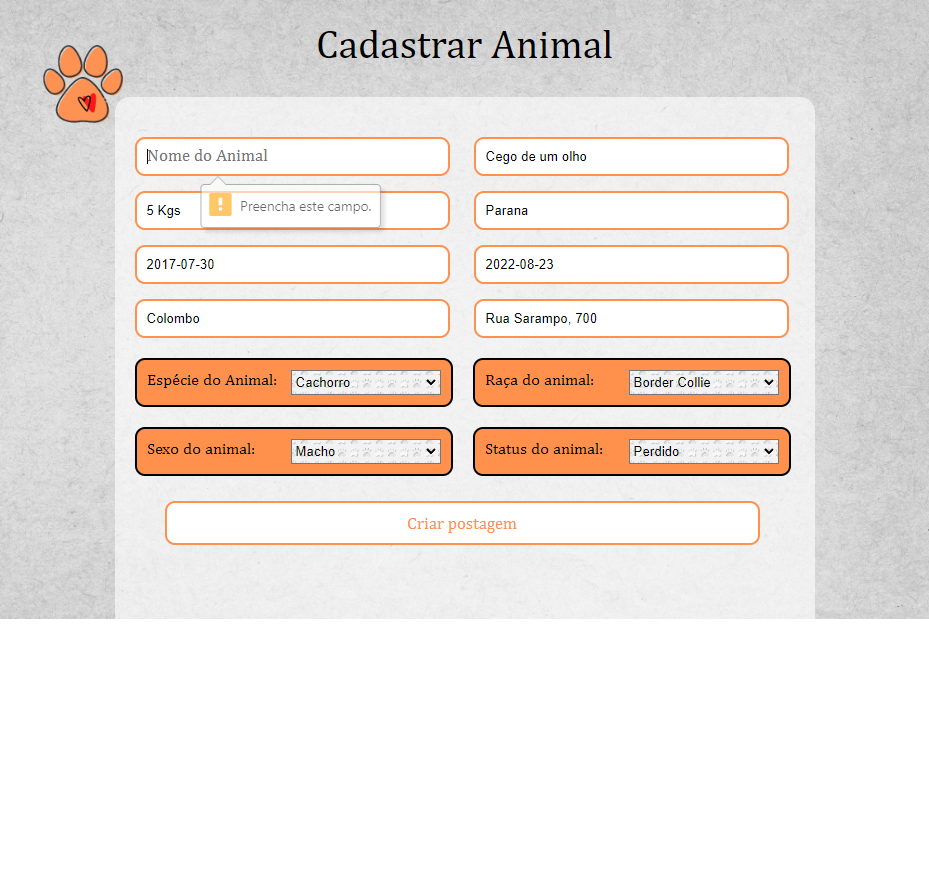 Cadastrar Animal
Nome do Animal
Cego de um olho
Preencha este campo.
5 Kgs
Parana
2017-07-30
2022-08-23
Colombo
Rua Sarampo, 700
Espécie do Animal:
Cachorro
Raça do animal:
Border Collie
Sexo do animal:
Macho
Status do animal:
Perdido
Criar postagem